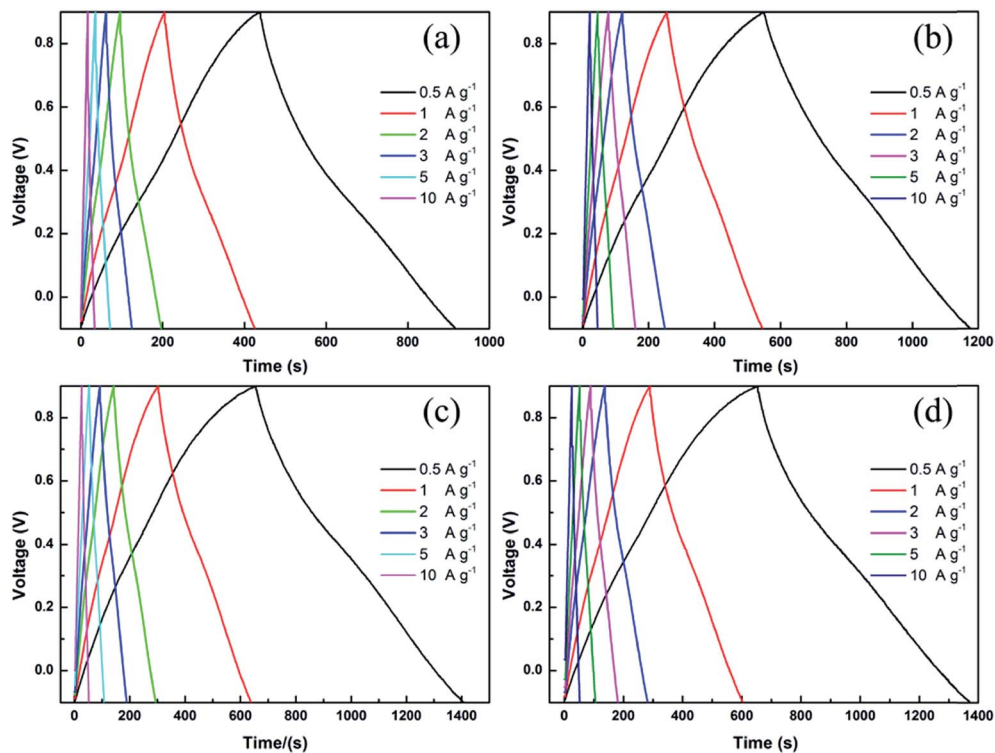 (a)
0.8
0.6
0.4
0.2
0.0
Voltage (V)
0.5 A g-1
1 A g-1
2 A g-1
3 A g-1
5 A g-1
10 A g-1
0 200 400 600 800 1000
Time (s)
(b)
0.8
0.6
0.4
0.2
0.0
Voltage (V)
0.5 A g-1
1 A g-1
2 A g-1
3 A g-1
5 A g-1
10 A g-1
0 200 400 600 800 1000 1200
Time (s)
(c)
0.8
0.6
0.4
0.2
0.0
Voltage (V)
0.5 A g-1
1 A g-1
2 A g-1
3 A g-1
5 A g-1
10 A g-1
0 200 400 600 800 1000 1200 1400
Time/(s)
(d)
0.8
0.6
0.4
0.2
0.0
Voltage (V)
0.5 A g-1
1 A g-1
2 A g-1
3 A g-1
5 A g-1
10 A g-1
0 200 400 600 800 1000 1200 1400
Time (s)